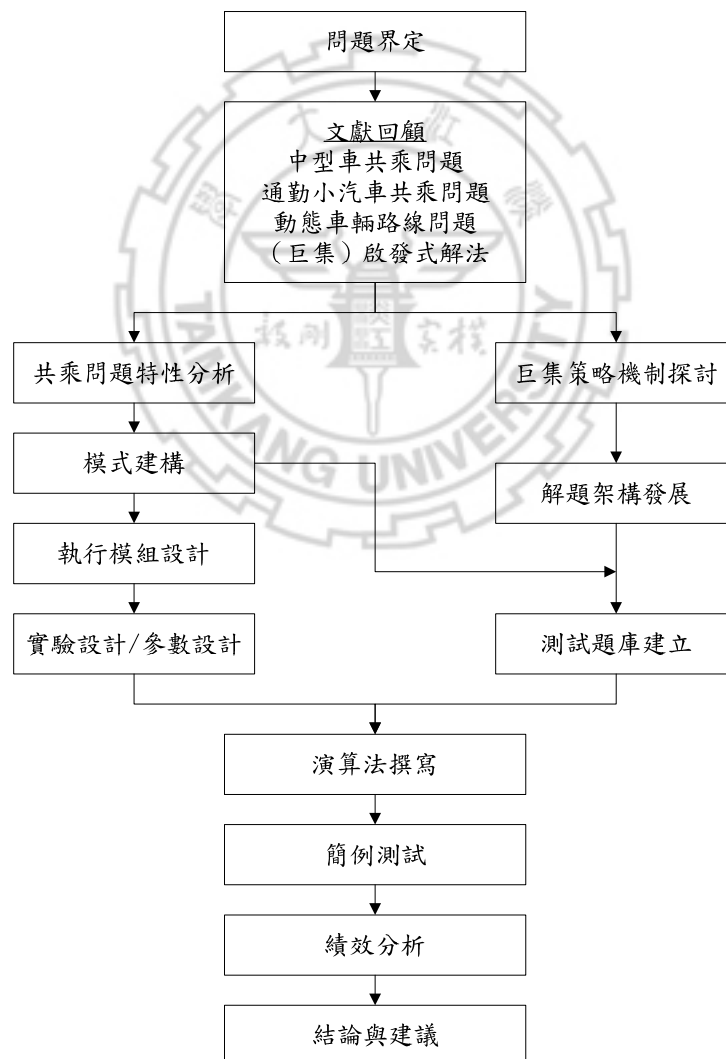 問題界定
文獻回顧
中型車共乘問題
通勤小汽車共乘問題
動態車輛路線問題
（巨集）啟發式解法
共乘問題特性分析
巨集策略機制探討
模式建構
解題架構發展
執行模組設計
實驗設計/參數設計
測試題庫建立
演算法撰寫
簡例測試
績效分析
結論與建議
TAMKANG UNIVERSITY